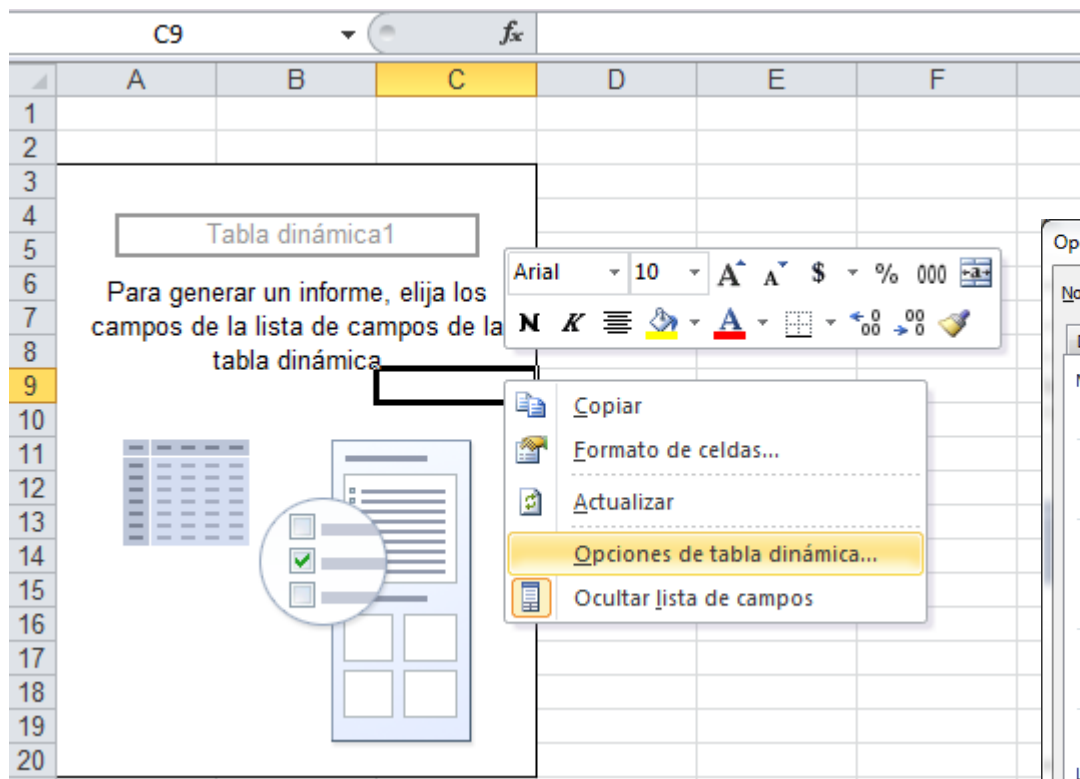 C9 fx
A B C D E F
1
2
3
4
5
6
7
8
9
10
11
12
13
14
15
16
17
18
19
20
Tabla dinámica1
Para generar un informe, elija los
campos de la lista de campos de la
tabla dinámica
Arial 10 A A $ % 000 a
N K A
Copiar
Formato de celdas...
Actualizar
Opciones de tabla dinámica...
Ocultar lista de campos
Op